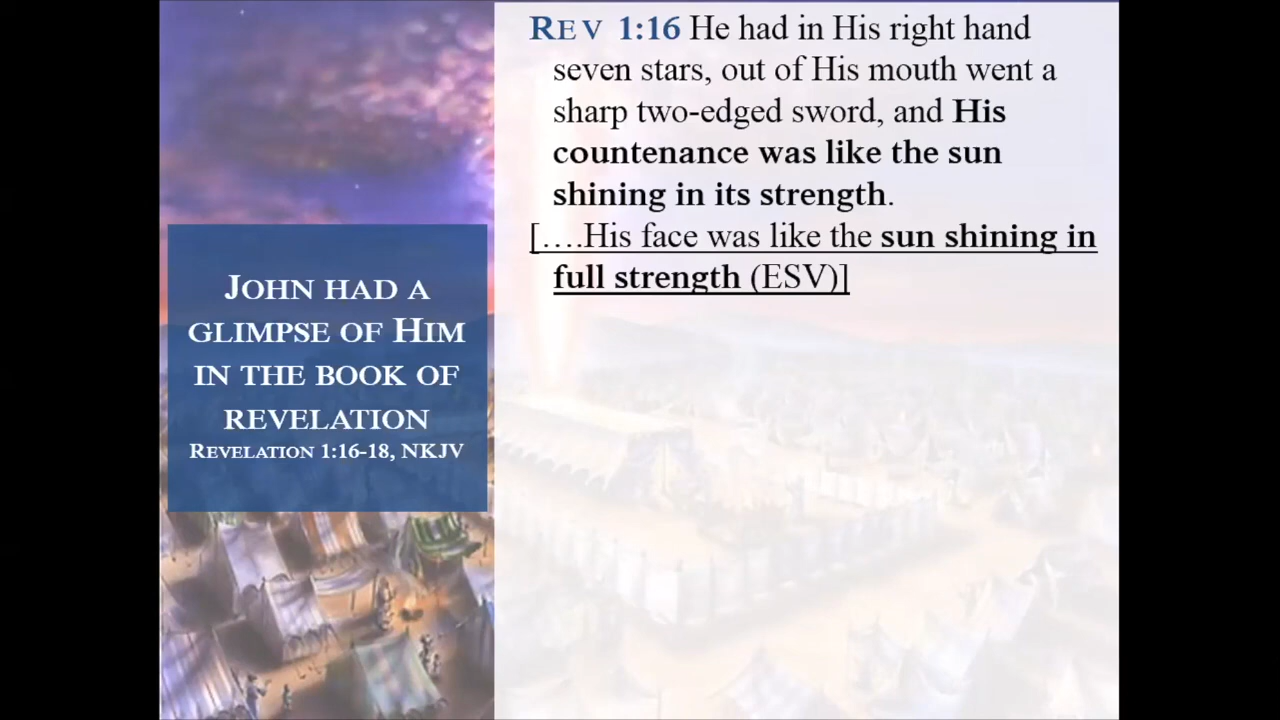 JOHN HAD A
GLIMPSE OF HIM
IN THE BOOK OF
REVELATION
REVELATION 1:16-18, NKJV
REV 1:16 He had in His right hand
seven stars, out of His mouth went a
sharp two-edged sword, and His
countenance was like the sun
shining in its strength.
[….His face was like the sun shining in
full strength (ESV)]